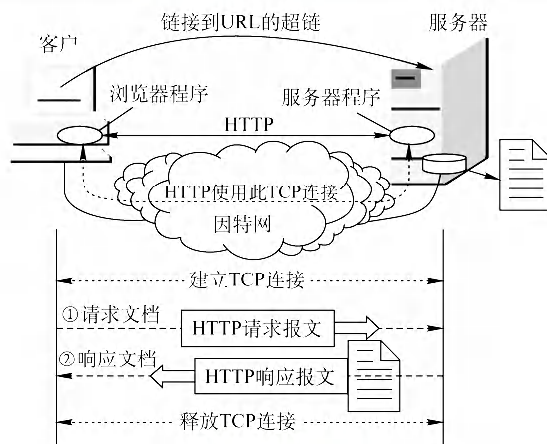 链接到URL的超链
客户
服务器
浏览器程序
服务器程序
HTTP
HTTP使用此TCP连接
因特网
建立TCP连接
①请求文档
HTTP请求报文
②响应文档
HTTP响应报文
释放TCP连接